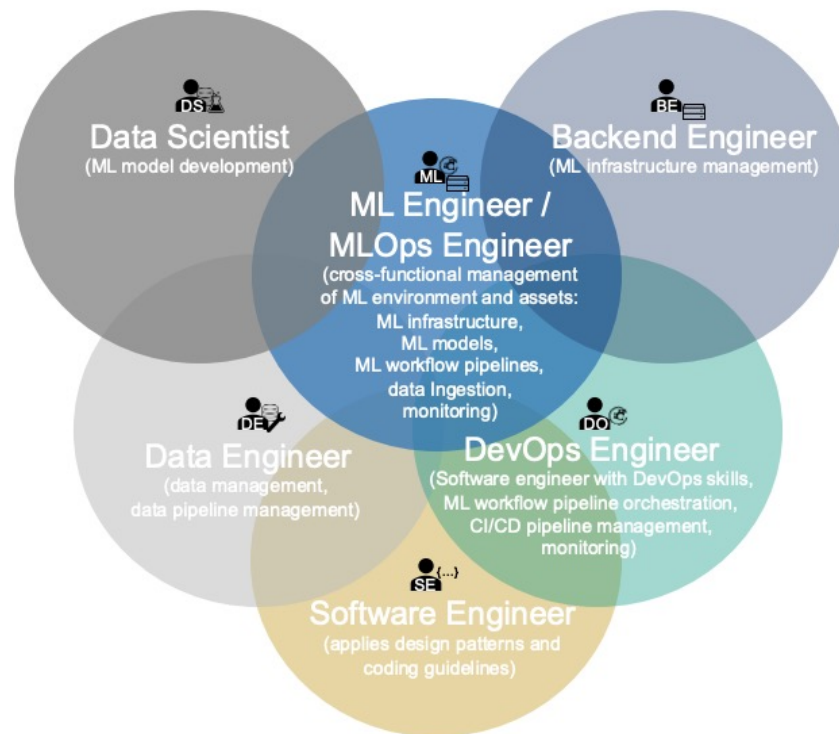 DS
Data Scientist
(ML model development)
BE
Backend Engineer
(ML infrastructure management)
ML
ML Engineer /
MLOps Engineer
(cross-functional management
of ML environment and assets:
ML infrastructure,
ML models,
ML workflow pipelines,
data Ingestion,
monitoring)
DE
Data Engineer
(data management,
data pipeline management)
DO
DevOps Engineer
(Software engineer with DevOps skills,
ML workflow pipeline orchestration,
CI/CD pipeline management,
monitoring)
SE {...}
Software Engineer
(applies design patterns and
coding guidelines)